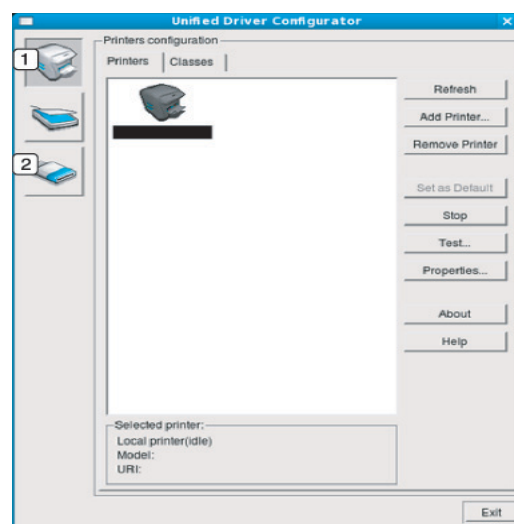 Unified Driver Configurator
1
2
Printers configuration
Printers
Classes
Refresh
Add Printer...
Remove Printer
Set as Default
Stop
Test...
Properties...
About
Help
Selected printer:
Local printer(idle)
Model:
URI:
Exit